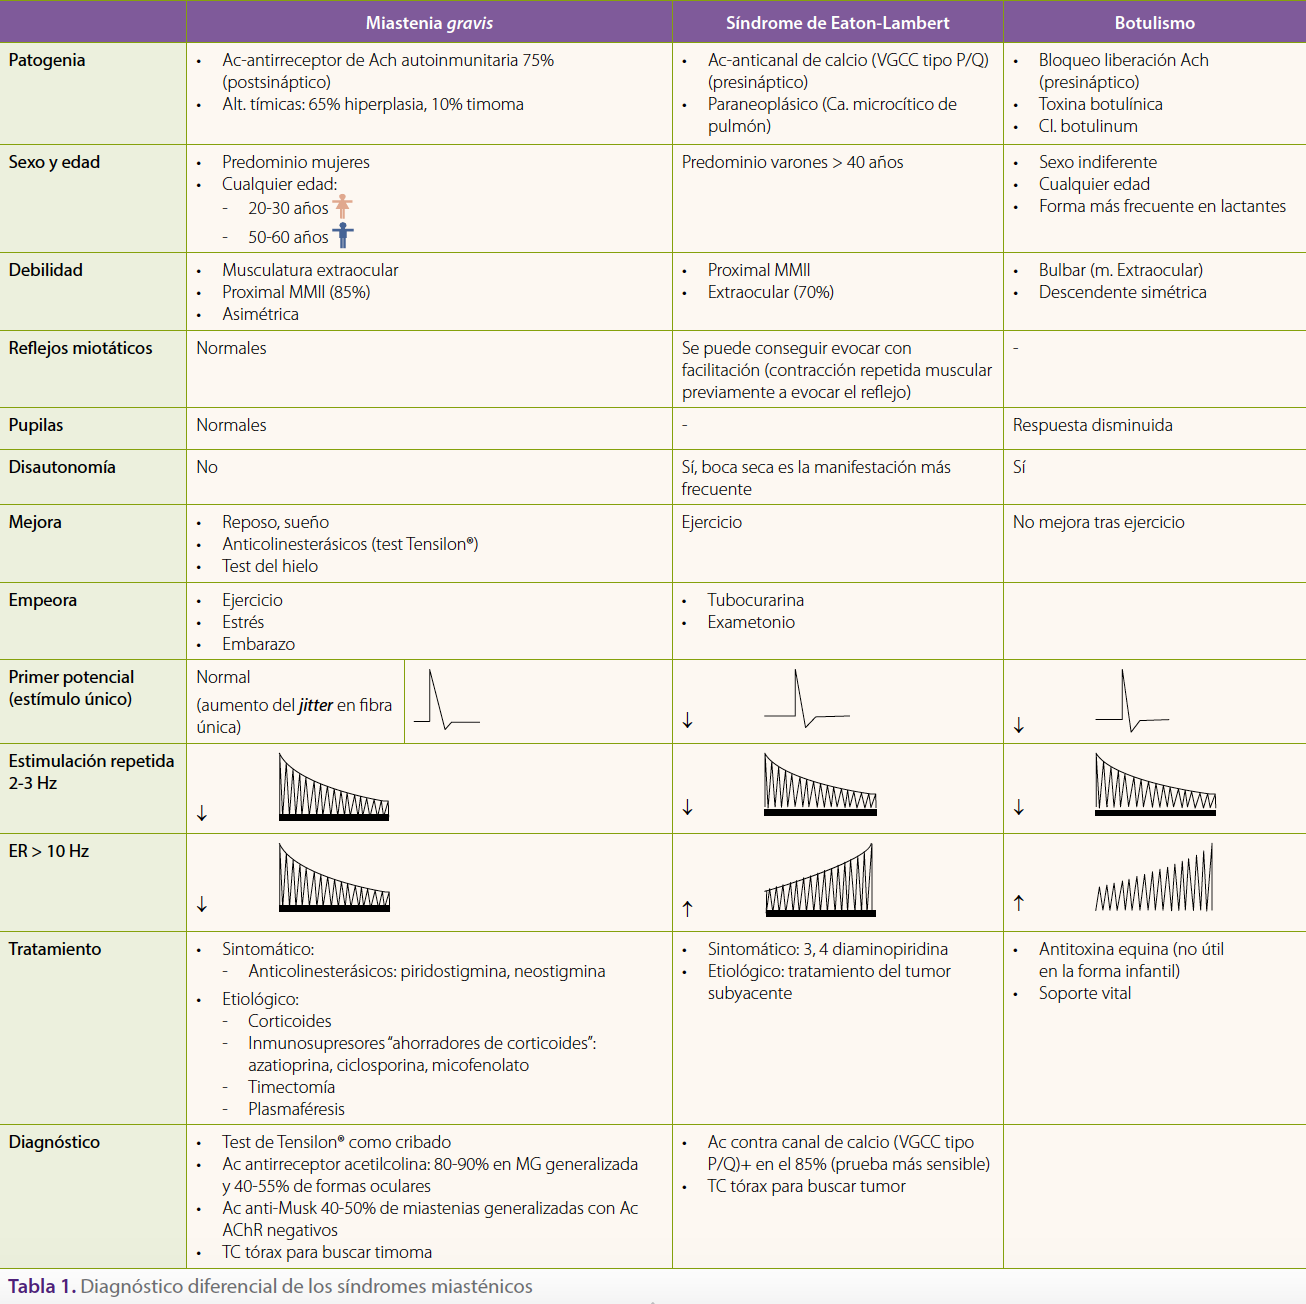 Miastenia gravis
Síndrome de Eaton-Lambert
Botulismo
Patogenia
• Ac-antirreceptor de Ach autoinmunitaria 75%
(postsináptico)
• Alt. tímicas: 65% hiperplasia, 10% timoma
• Ac-anticanal de calcio (VGCC tipo P/Q)
(presináptico)
• Paraneoplásico (Ca. microcítico de
pulmón)
• Bloqueo liberación Ach
(presináptico)
• Toxina botulínica
• Cl. botulinum
Sexo y edad
• Predominio mujeres
• Cualquier edad:
- 20-30 años
- 50-60 años
Predominio varones > 40 años
• Sexo indiferente
• Cualquier edad
• Forma más frecuente en lactantes
Debilidad
• Musculatura extraocular
• Proximal MMII (85%)
• Asimétrica
• Proximal MMII
• Extraocular (70%)
• Bulbar (m. Extraocular)
• Descendente simétrica
Reflejos miotáticos
Normales
Se puede conseguir evocar con
facilitación (contracción repetida muscular
previamente a evocar el reflejo)
-
Pupilas
Normales
-
Respuesta disminuida
Disautonomía
No
Sí, boca seca es la manifestación más
frecuente
Sí
Mejora
• Reposo, sueño
• Anticolinesterásicos (test Tensilon®)
• Test del hielo
Ejercicio
No mejora tras ejercicio
Empeora
• Ejercicio
• Estrés
• Embarazo
• Tubocurarina
• Exametonio
Primer potencial
(estímulo único)
Normal
(aumento del jitter en fibra
única)
↓
↓
Estimulación repetida
2-3 Hz
↓
↓
↓
ER > 10 Hz
↓
↑
↑
Tratamiento
• Sintomático:
- Anticolinesterásicos: piridostigmina, neostigmina
• Etiológico:
- Corticoides
- Inmunosupresores “ahorradores de corticoides”:
azatioprina, ciclosporina, micofenolato
- Timectomía
- Plasmaféresis
• Sintomático: 3, 4 diaminopiridina
• Etiológico: tratamiento del tumor
subyacente
• Antitoxina equina (no útil
en la forma infantil)
• Soporte vital
Diagnóstico
• Test de Tensilon® como cribado
• Ac antirreceptor acetilcolina: 80-90% en MG generalizada
y 40-55% de formas oculares
• Ac anti-Musk 40-50% de miastenias generalizadas con Ac
AChR negativos
• TC tórax para buscar timoma
• Ac contra canal de calcio (VGCC tipo
P/Q)+ en el 85% (prueba más sensible)
• TC tórax para buscar tumor
Tabla 1. Diagnóstico diferencial de los síndromes miasténicos